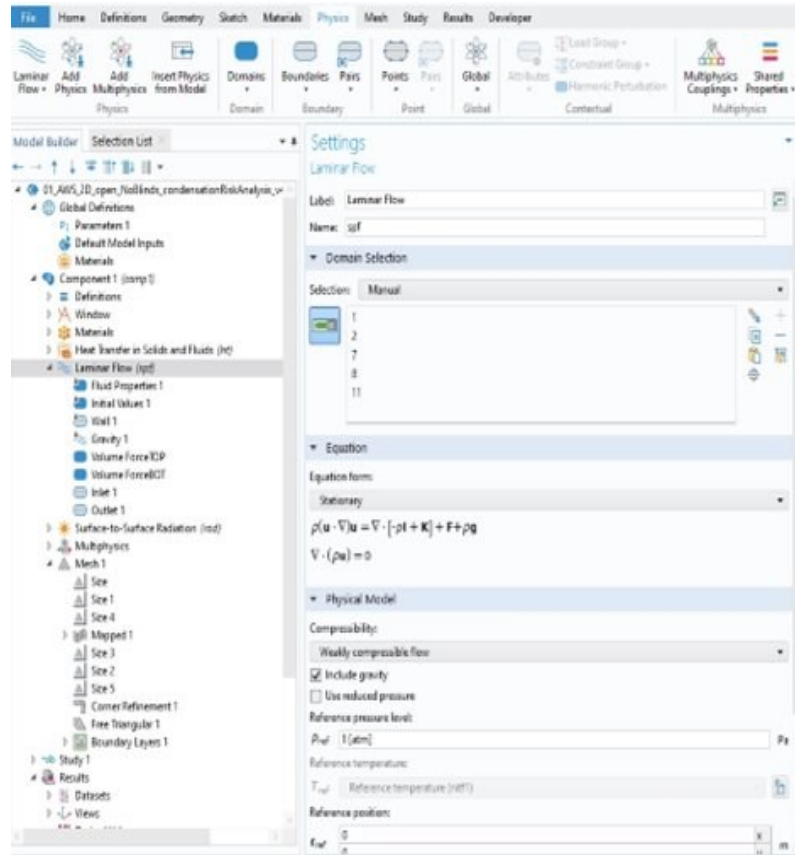 File Home Definitions Geometry Sketch Materials Physics Mesh Study Results Developer
Laminar Flow Add Physics Add Multiphysics Insert Physics from Model Domains Boundaries Pairs Points Pairs Global Attributes Load Group Constraint Group Harmonic Perturbation Multiphysics Couplings Shared Properties
Physics Domain Boundary Point Global Contextual Multiphysics
Model Builder Selection List
01_AWS_2D_open_NoBlinds_condensationRiskAnalysis_v
Global Definitions
Pi Parameters 1
Default Model Inputs
Materials
Component 1 (comp1)
Definitions
Window
Materials
Heat Transfer in Solids and Fluids (ht)
Laminar Flow (spf)
Fluid Properties 1
Initial Values 1
Wall 1
Gravity 1
Volume ForceTOP
Volume ForceBOT
Inlet 1
Outlet 1
Surface-to-Surface Radiation (rad)
Multiphysics
Mesh 1
Size
Size 1
Size 4
Mapped 1
Size 3
Size 2
Size 5
Corner Refinement 1
Free Triangular 1
Boundary Layers 1
Study 1
Results
Datasets
Views
Settings
Laminar Flow
Label: Laminar Flow
Name: spf
Domain Selection
Selection: Manual
1
2
7
8
11
Equation
Equation form:
Stationary
ρ(u · ∇)u = ∇ · [-pI + K] + F + ρg
∇ · (ρu) = 0
Physical Model
Compressibility:
Weakly compressible flow
Include gravity
Use reduced pressure
Reference pressure level:
Pref 1[atm] Pa
Reference temperature:
Tref Reference temperature (nitf1)
Reference position:
rref 0 x m
0